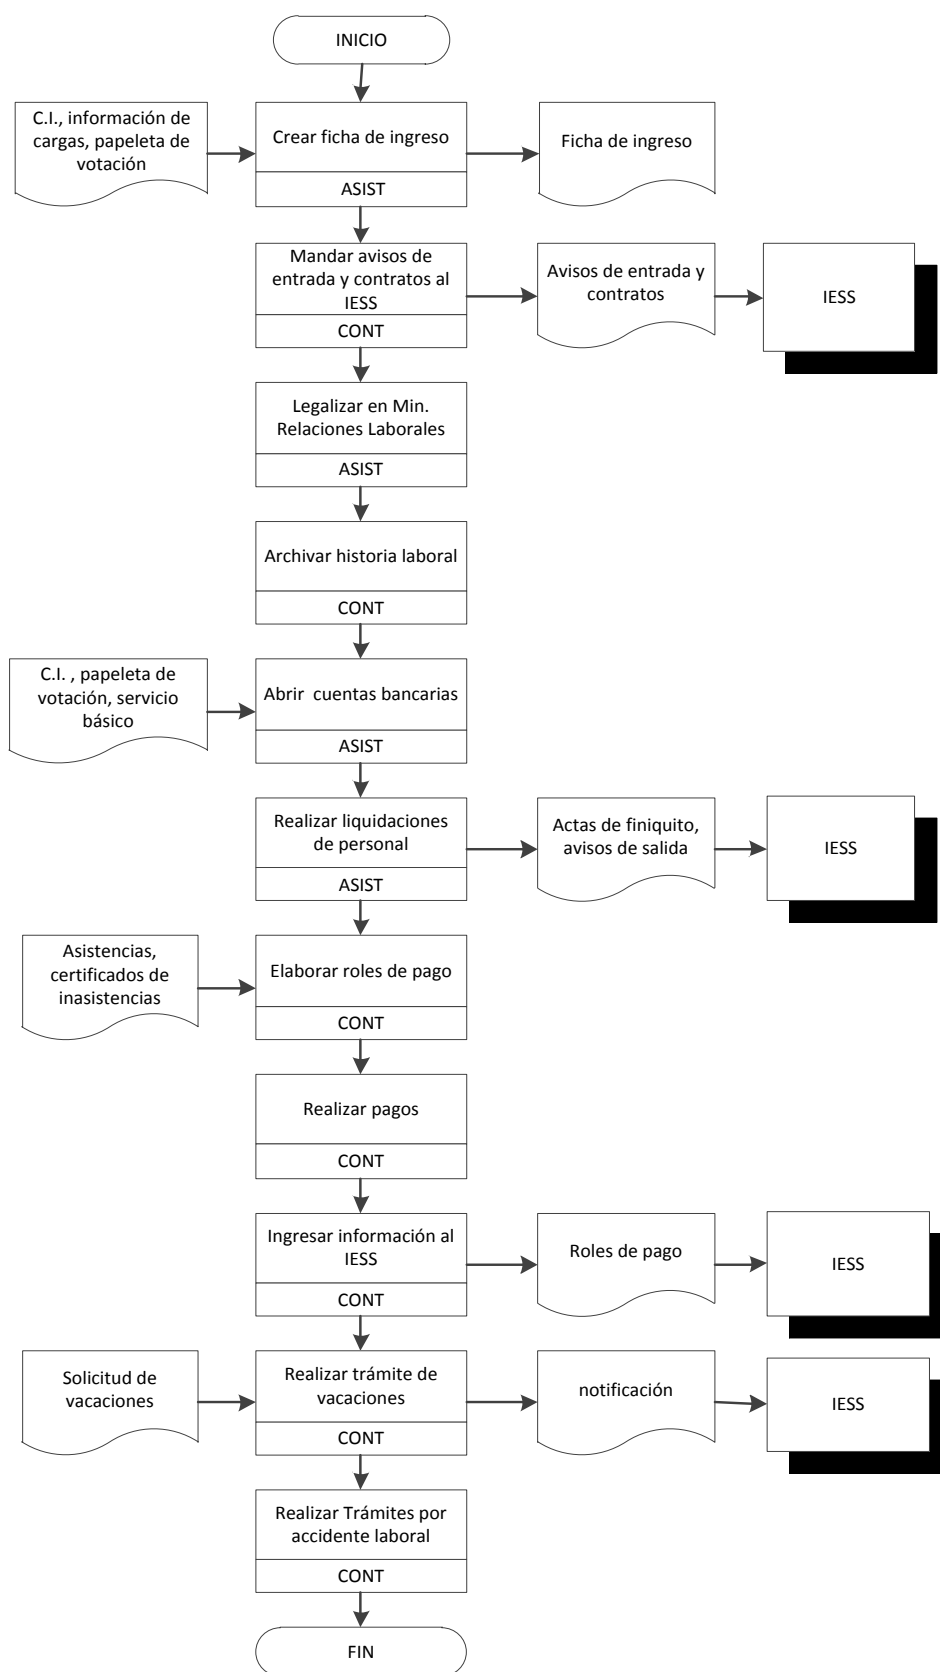 INICIO
C.I., información de
cargas, papeleta de
votación
Crear ficha de ingreso
ASIST
Ficha de ingreso
Mandar avisos de
entrada y contratos al
IESS
CONT
Avisos de entrada y
contratos
IESS
Legalizar en Min.
Relaciones Laborales
ASIST
Archivar historia laboral
CONT
C.I. , papeleta de
votación, servicio
básico
Abrir  cuentas bancarias
ASIST
Realizar liquidaciones
de personal
ASIST
Actas de finiquito,
avisos de salida
IESS
Asistencias,
certificados de
inasistencias
Elaborar roles de pago
CONT
Realizar pagos
CONT
Ingresar información al
IESS
CONT
Roles de pago
IESS
Solicitud de
vacaciones
Realizar trámite de
vacaciones
CONT
notificación
IESS
Realizar Trámites por
accidente laboral
CONT
FIN